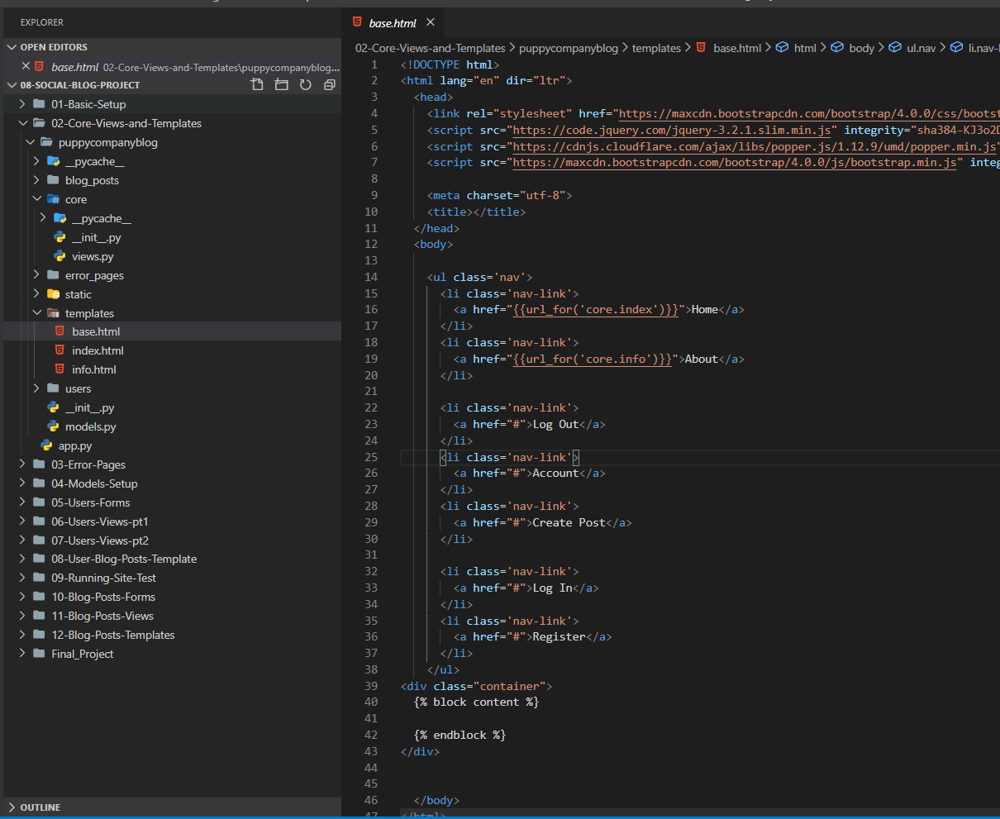 EXPLORER
OPEN EDITORS
base.html 02-Core-Views-and-Templates\puppycompanyblog...
08-SOCIAL-BLOG-PROJECT
01-Basic-Setup
02-Core-Views-and-Templates
puppycompanyblog
__pycache__
blog_posts
core
__pycache__
__init__.py
views.py
error_pages
static
templates
base.html
index.html
info.html
users
__init__.py
models.py
app.py
03-Error-Pages
04-Models-Setup
05-Users-Forms
06-Users-Views-pt1
07-Users-Views-pt2
08-User-Blog-Posts-Template
09-Running-Site-Test
10-Blog-Posts-Forms
11-Blog-Posts-Views
12-Blog-Posts-Templates
Final_Project
OUTLINE
base.html
02-Core-Views-and-Templates > puppycompanyblog > templates > base.html > html > body > ul.nav > li.nav-l
1 <!DOCTYPE html>
2 <html lang="en" dir="ltr">
3 <head>
4 <link rel="stylesheet" href="https://maxcdn.bootstrapcdn.com/bootstrap/4.0.0/css/bootst
5 <script src="https://code.jquery.com/jquery-3.2.1.slim.min.js" integrity="sha384-KJ3o2D
6 <script src="https://cdnjs.cloudflare.com/ajax/libs/popper.js/1.12.9/umd/popper.min.js"
7 <script src="https://maxcdn.bootstrapcdn.com/bootstrap/4.0.0/js/bootstrap.min.js" integ
8
9 <meta charset="utf-8">
10 <title></title>
11 </head>
12 <body>
13
14 <ul class='nav'>
15 <li class='nav-link'>
16 <a href="{{url_for('core.index')}}">Home</a>
17 </li>
18 <li class='nav-link'>
19 <a href="{{url_for('core.info')}}">About</a>
20 </li>
21
22 <li class='nav-link'>
23 <a href="#">Log Out</a>
24 </li>
25 <li class='nav-link'>
26 <a href="#">Account</a>
27 </li>
28 <li class='nav-link'>
29 <a href="#">Create Post</a>
30 </li>
31
32 <li class='nav-link'>
33 <a href="#">Log In</a>
34 </li>
35 <li class='nav-link'>
36 <a href="#">Register</a>
37 </li>
38 </ul>
39 <div class="container">
40 {% block content %}
41
42 {% endblock %}
43 </div>
44
45
46 </body>
47 </html>